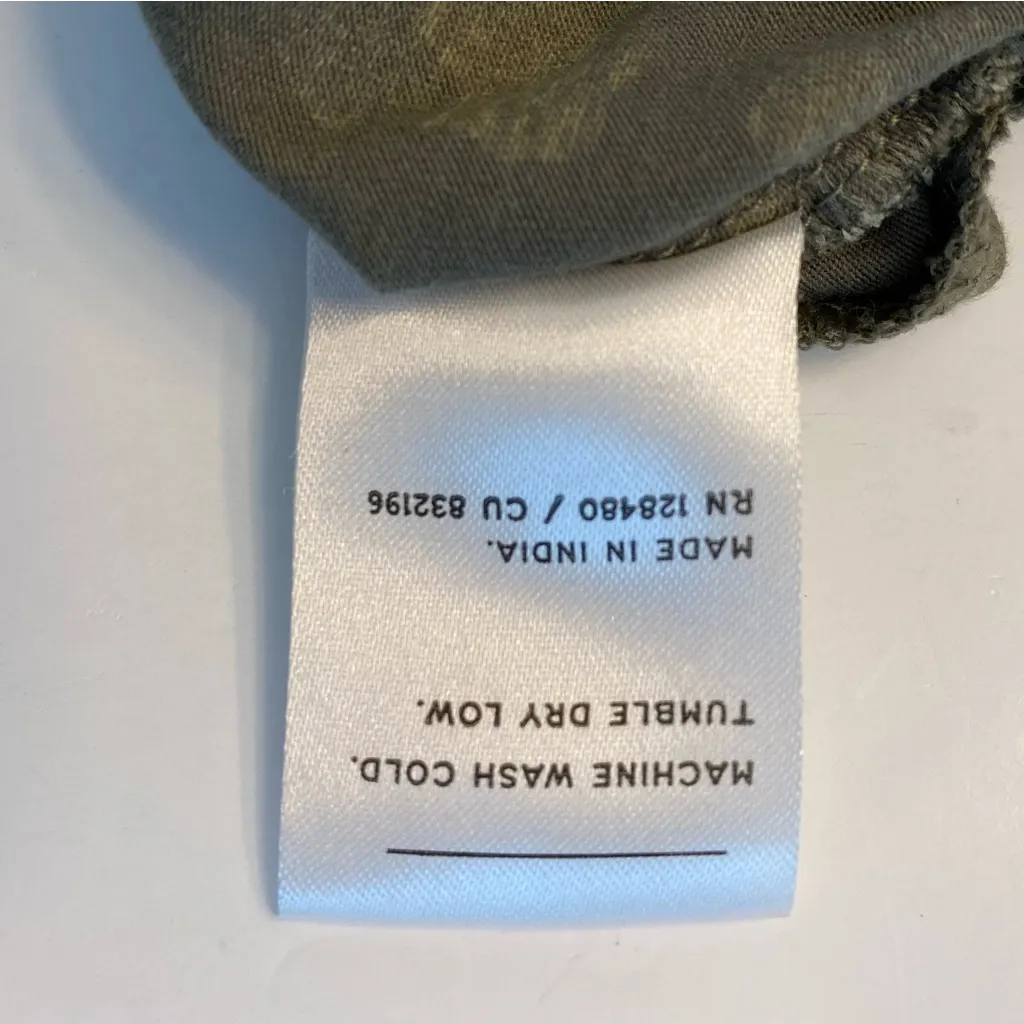 MACHINE WASH COLD.
TUMBLE DRY LOW.
MADE IN INDIA.
RN 128480 / CU 832196